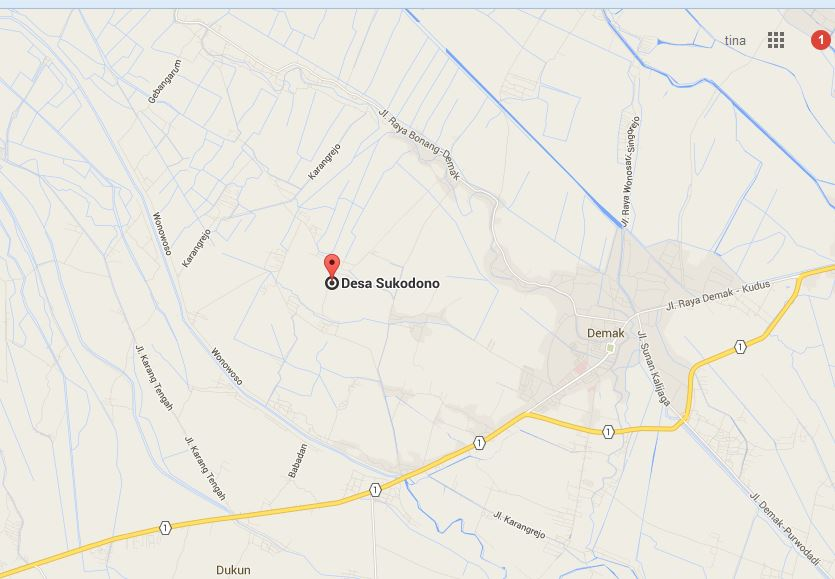 tina
1
Gebangarum
Jl. Raya Bonang-Demak
Karangrejo
Jl. Raya Wonosari-Singorejo
Wonowoso
Karangrejo
Desa Sukodono
Jl. Raya Demak - Kudus
Demak
Jl. Sunan Kalijaga
1
Jl. Karang Tengah
Wonowoso
1
1
Babadan
Jl. Karang Tengah
1
Jl. Karangrejo
Jl. Demak-Purwodadi
1
Dukun